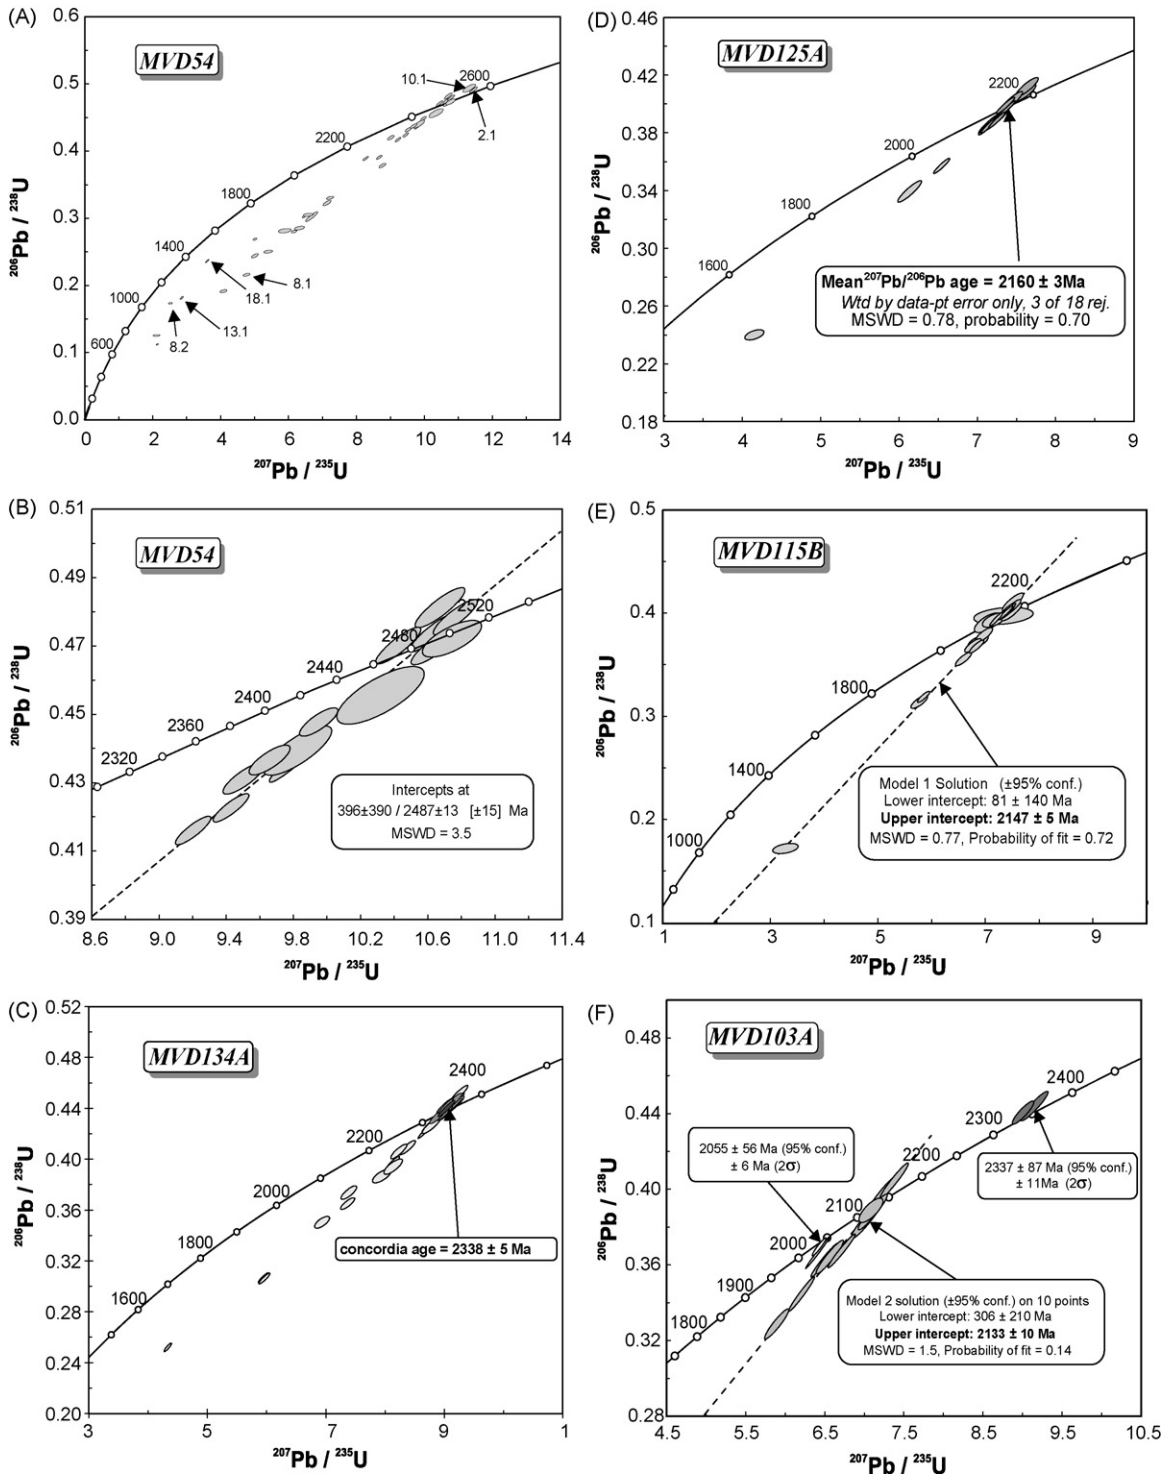 (A)
0.6
0.5
0.4
0.3
0.2
0.1
0.0
206Pb / 238U
MVD54
10.1
2600
2.1
2200
1800
1400
1000
600
18.1
8.1
13.1
8.2
0 2 4 6 8 10 12 14
207Pb / 235U
(D)
0.46
0.42
0.38
0.34
0.30
0.26
0.22
0.18
206Pb / 238U
MVD125A
2200
2000
1800
1600
Mean207Pb/206Pb age = 2160 ± 3Ma
Wtd by data-pt error only, 3 of 18 rej.
MSWD = 0.78, probability = 0.70
3 4 5 6 7 8 9
207Pb / 235U
(B)
0.51
0.49
0.47
0.45
0.43
0.41
0.39
206Pb / 238U
MVD54
2520
2480
2440
2400
2360
2320
Intercepts at
396±390 / 2487±13 [±15] Ma
MSWD = 3.5
8.6 9.0 9.4 9.8 10.2 10.6 11.0 11.4
207Pb / 235U
(E)
0.5
0.4
0.3
0.2
0.1
206Pb / 238U
MVD115B
2200
1800
1400
1000
Model 1 Solution (±95% conf.)
Lower intercept: 81 ± 140 Ma
Upper intercept: 2147 ± 5 Ma
MSWD = 0.77, Probability of fit = 0.72
1 3 5 7 9
207Pb / 235U
(C)
0.52
0.48
0.44
0.40
0.36
0.32
0.28
0.24
0.20
206Pb / 238U
MVD134A
2400
2200
2000
1800
1600
concordia age = 2338 ± 5 Ma
3 5 7 9 1
207Pb / 235U
(F)
0.48
0.44
0.40
0.36
0.32
0.28
206Pb / 238U
MVD103A
2400
2300
2200
2100
2000
1900
1800
2055 ± 56 Ma (95% conf.)
± 6 Ma (2σ)
2337 ± 87 Ma (95% conf.)
± 11Ma (2σ)
Model 2 solution (±95% conf.) on 10 points
Lower intercept: 306 ± 210 Ma
Upper intercept: 2133 ± 10 Ma
MSWD = 1.5, Probability of fit = 0.14
4.5 5.5 6.5 7.5 8.5 9.5 10.5
207Pb / 235U